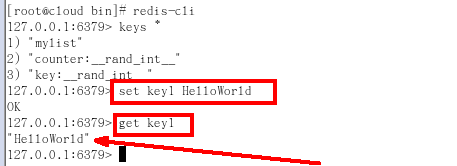 [root@cloud bin]# redis-cli
127.0.0.1:6379> keys *
1) "mylist"
2) "counter:__rand_int__"
3) "key:__rand_int__"
127.0.0.1:6379> set key1 HelloWorld
OK
127.0.0.1:6379> get key1
"HelloWorld"
127.0.0.1:6379>